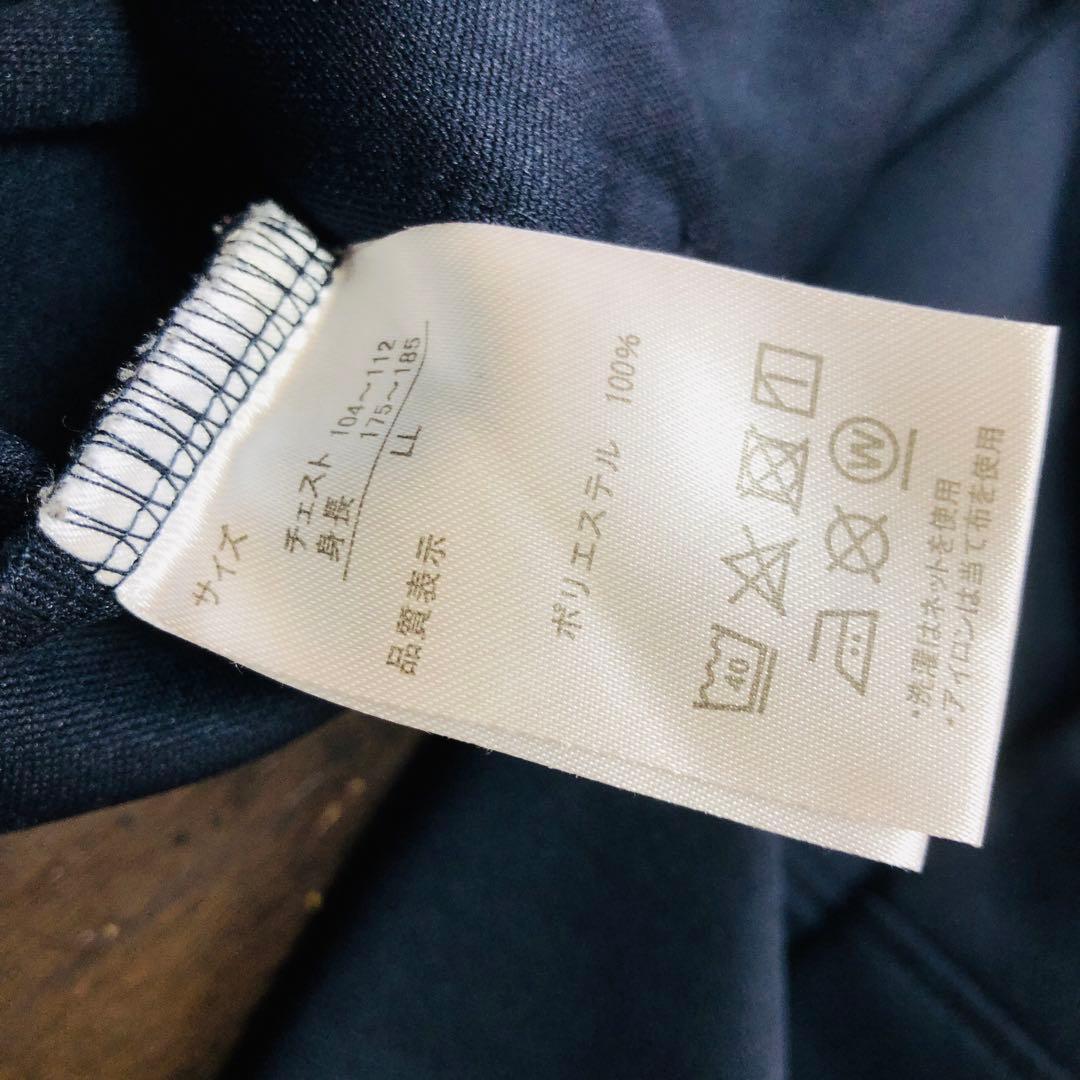 サイズ
チェスト 104～112
身長 175～185
LL
品質表示
ポリエステル 100%
40
W
・洗濯はネットを使用
・アイロンは当て布を使用